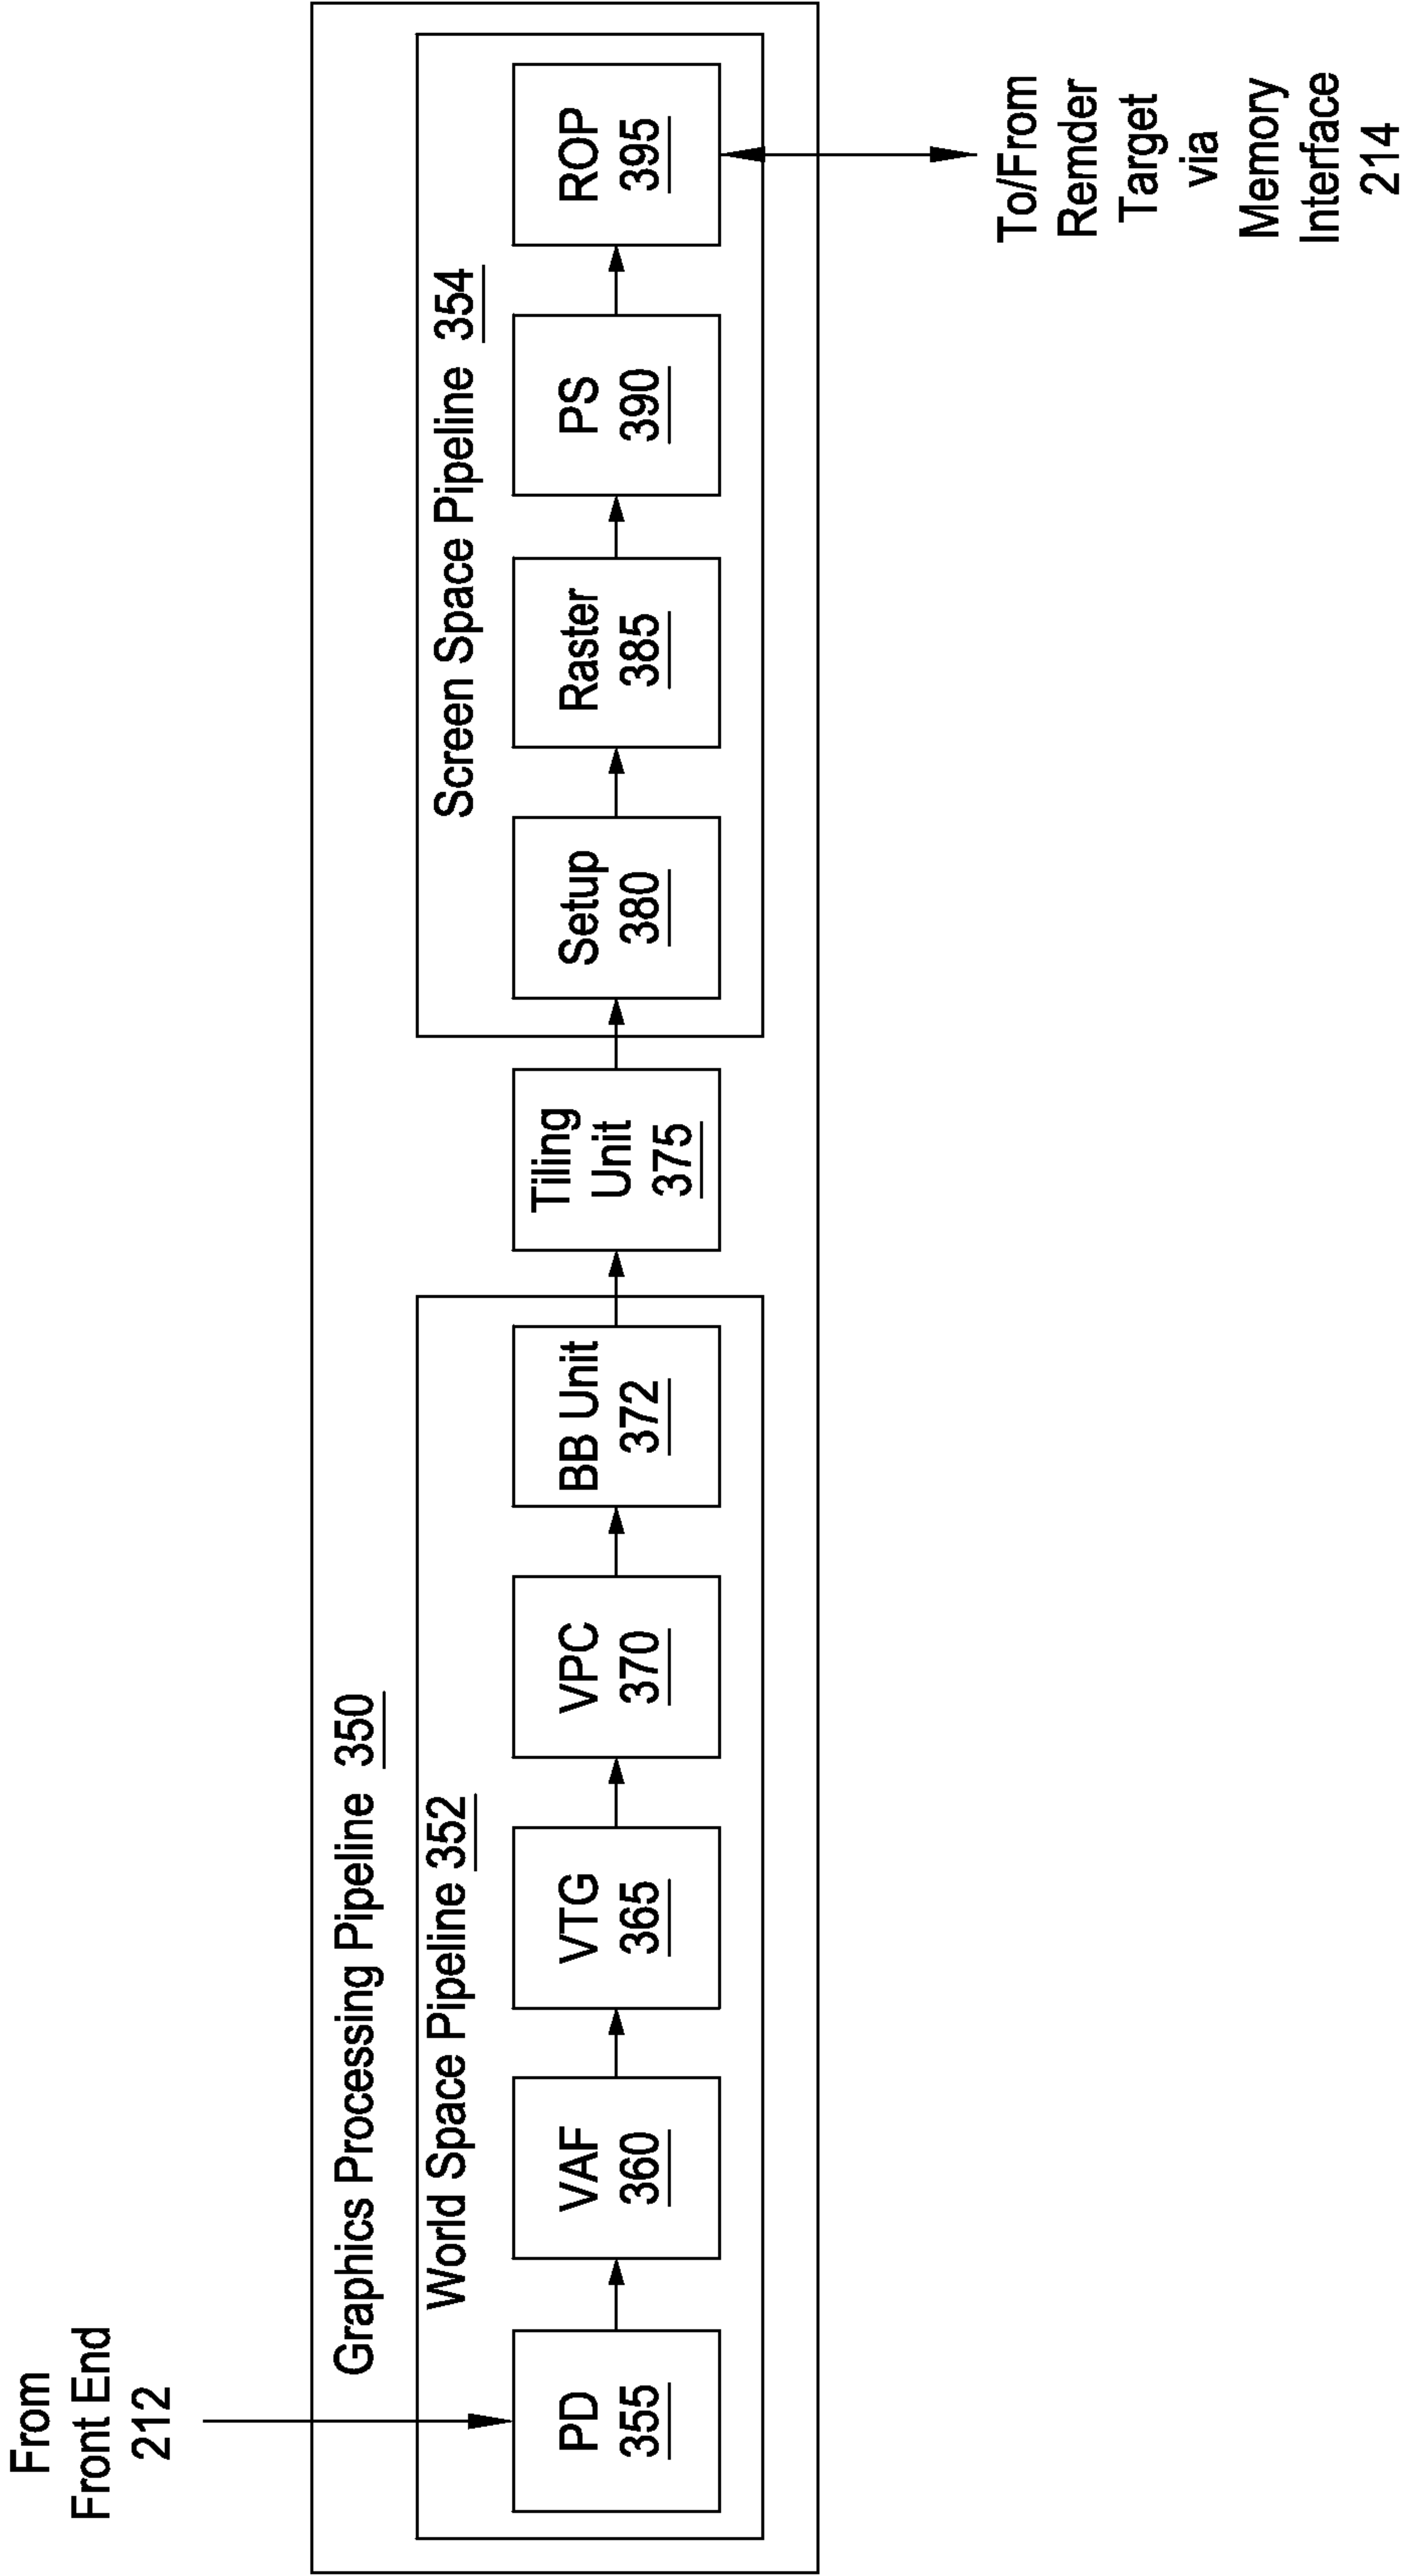 From
Front End
212
Graphics Processing Pipeline 350
World Space Pipeline 352
PD
355
VAF
360
VTG
365
VPC
370
BB Unit
372
Tiling
Unit
375
Screen Space Pipeline 354
Setup
380
Raster
385
PS
390
ROP
395
To/From
Remder
Target
via
Memory
Interface
214